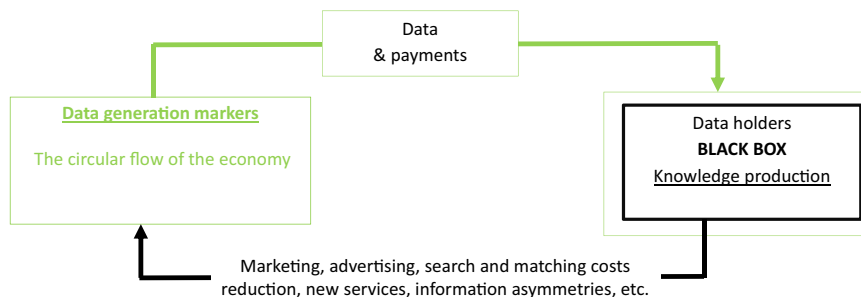 Data
& payments
Data generation markers
The circular flow of the economy
Data holders
BLACK BOX
Knowledge production
Marketing, advertising, search and matching costs
reduction, new services, information asymmetries, etc.